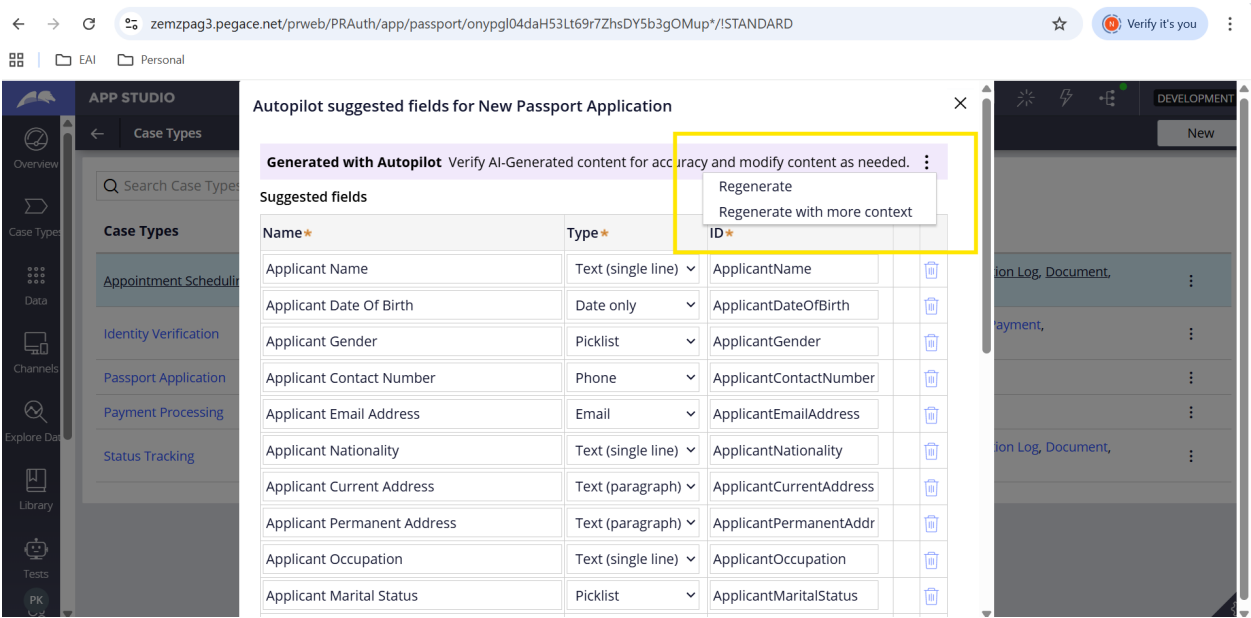 zemzpag3.pegace.net/prweb/PRAuth/app/passport/onypgI04daH53Lt69r7ZhsDY5b3gOMup*/!STANDARD
N Verify it's you
EAI Personal
APP STUDIO
DEVELOPMENT
Case Types
New
Overview
Search Case Types
Case Types
Case Types
Appointment Schedulin
ion Log, Document,
Data
Identity Verification
Payment,
Channels
Passport Application
Payment Processing
Explore Dat
Status Tracking
ion Log, Document,
Library
Tests
PK
Autopilot suggested fields for New Passport Application
Generated with Autopilot Verify AI-Generated content for accuracy and modify content as needed.
Regenerate
Regenerate with more context
Suggested fields
Name* Type* ID*
Applicant Name Text (single line) ApplicantName
Applicant Date Of Birth Date only ApplicantDateOfBirth
Applicant Gender Picklist ApplicantGender
Applicant Contact Number Phone ApplicantContactNumber
Applicant Email Address Email ApplicantEmailAddress
Applicant Nationality Text (single line) ApplicantNationality
Applicant Current Address Text (paragraph) ApplicantCurrentAddress
Applicant Permanent Address Text (paragraph) ApplicantPermanentAddr
Applicant Occupation Text (single line) ApplicantOccupation
Applicant Marital Status Picklist ApplicantMaritalStatus